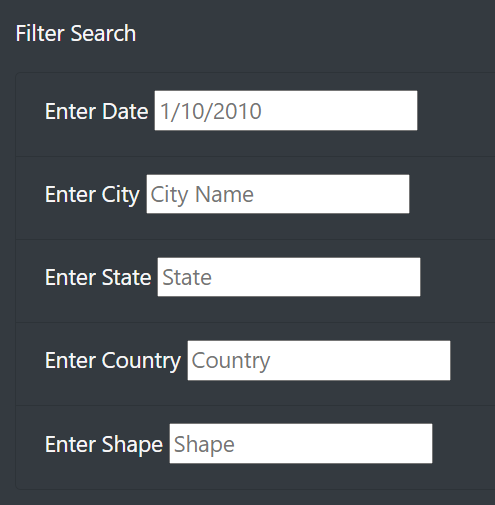 Filter Search
Enter Date 1/10/2010
Enter City City Name
Enter State State
Enter Country Country
Enter Shape Shape